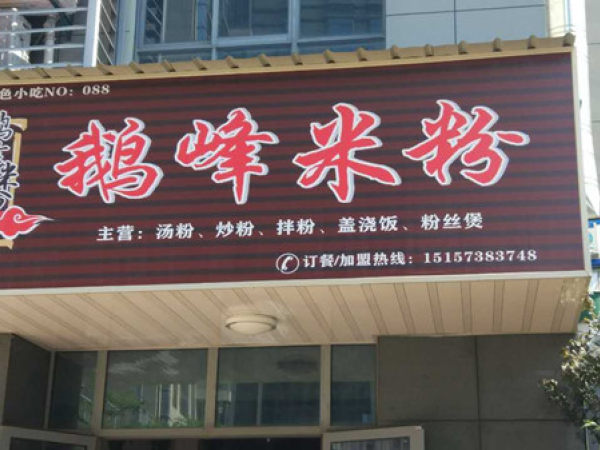 色小吃NO：088
鹅峰米粉
主营：汤粉、炒粉、拌粉、盖浇饭、粉丝煲
订餐/加盟热线：15157383748